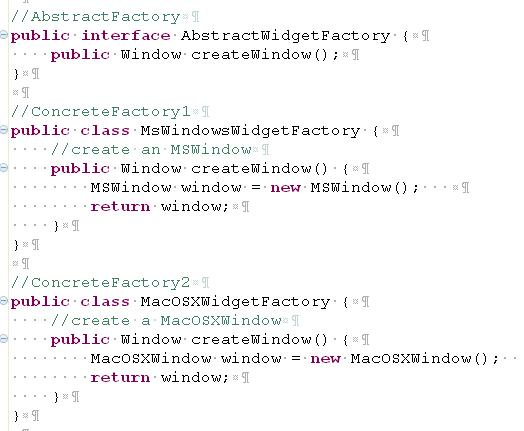 //AbstractFactory
public interface AbstractWidgetFactory {
    public Window createWindow();
}

//ConcreteFactory1
public class MsWindowsWidgetFactory {
    //create an MSWindow
    public Window createWindow() {
        MSWindow window = new MSWindow();
        return window;
    }
}

//ConcreteFactory2
public class MacOSXWidgetFactory {
    //create a MacOSXWindow
    public Window createWindow() {
        MacOSXWindow window = new MacOSXWindow();
        return window;
    }
}